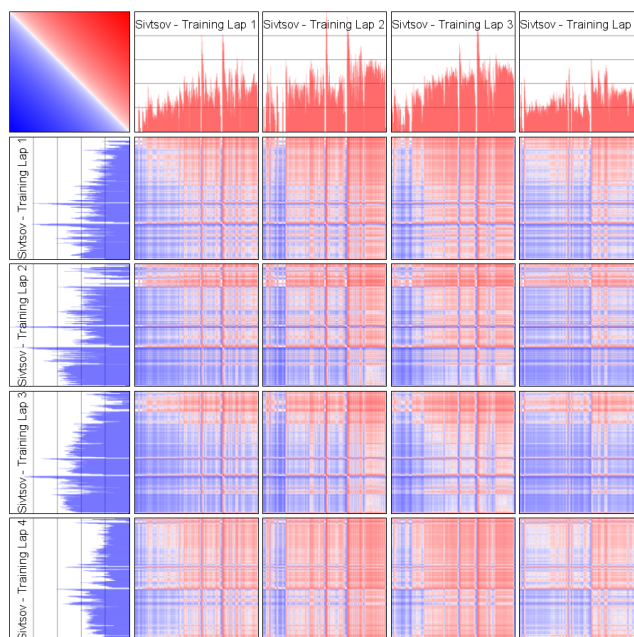 Sivtsov - Training Lap 1
Sivtsov - Training Lap 2
Sivtsov - Training Lap 3
Sivtsov - Training Lap
Sivtsov - Training Lap 1
Sivtsov - Training Lap 2
Sivtsov - Training Lap 3
Sivtsov - Training Lap 4